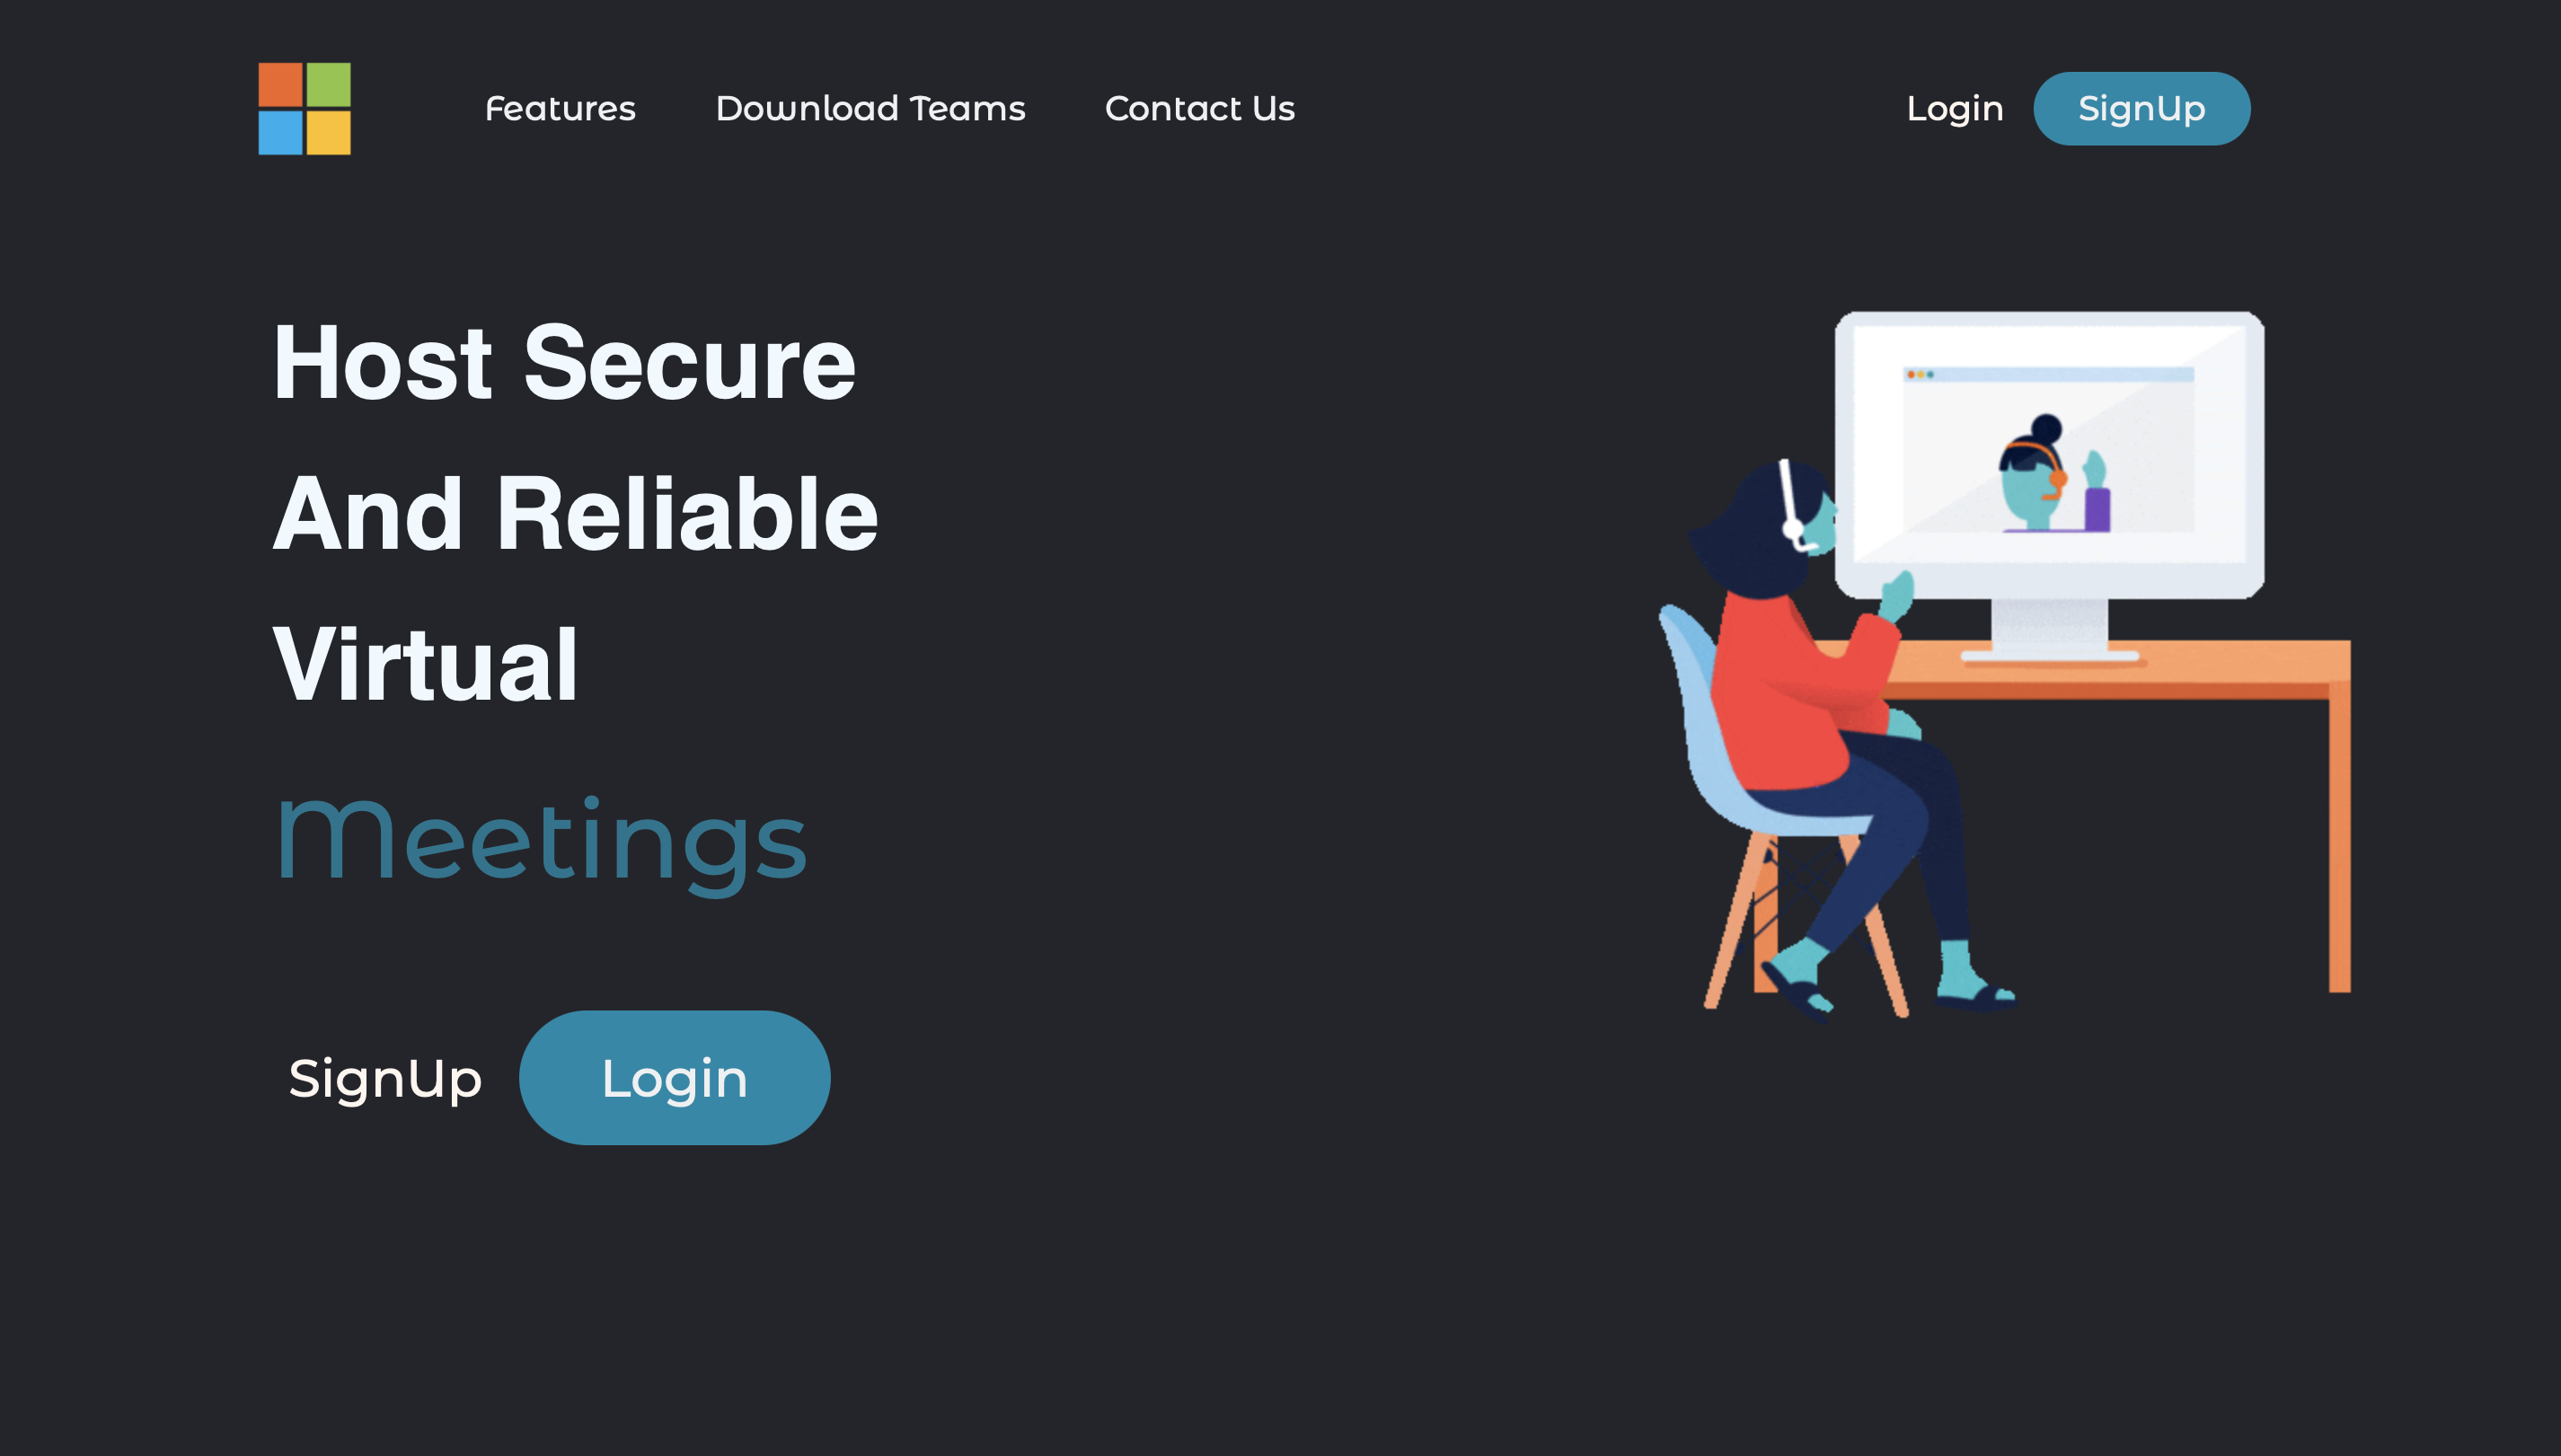 Features Download Teams Contact Us Login SignUp
Host Secure
And Reliable
Virtual
Meetings
SignUp Login